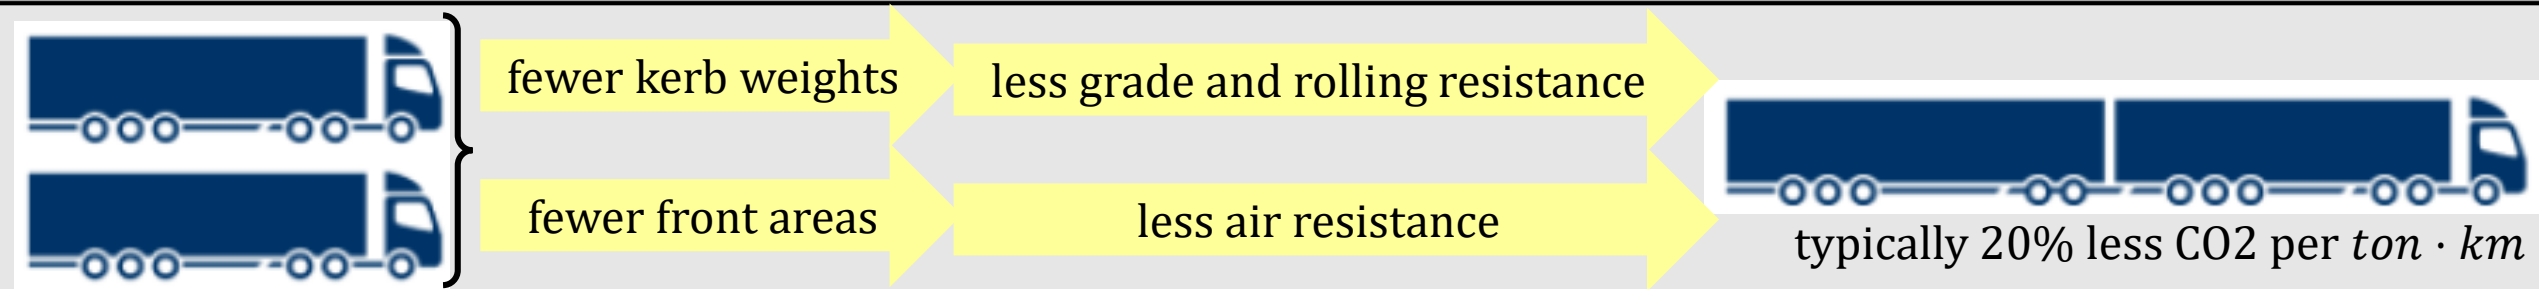 fewer kerb weights
less grade and rolling resistance
fewer front areas
less air resistance
typically 20% less CO2 per ton · km